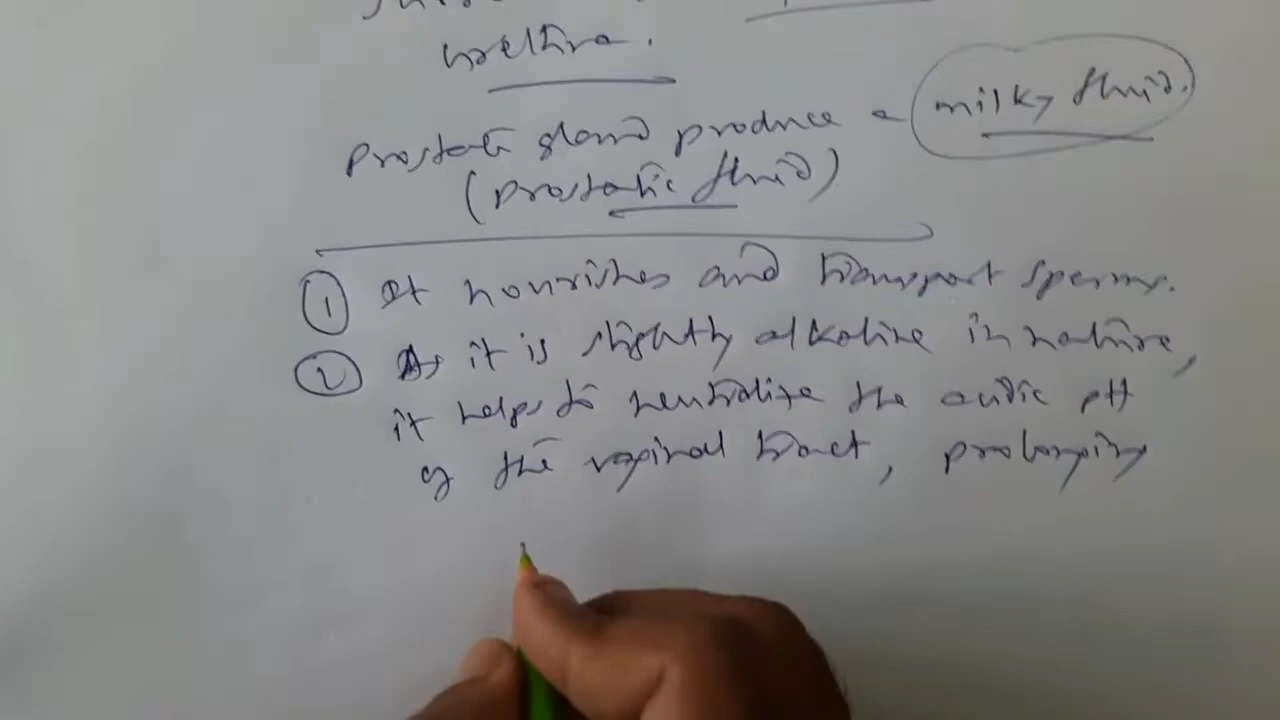 urethra.
Prostate gland produce a milky fluid.
(prostatic fluid)
① It nourishes and transport sperms.
② As it is slightly alkaline in nature,
it helps to neutralize the acidic pH
of the vaginal tract, prolonging